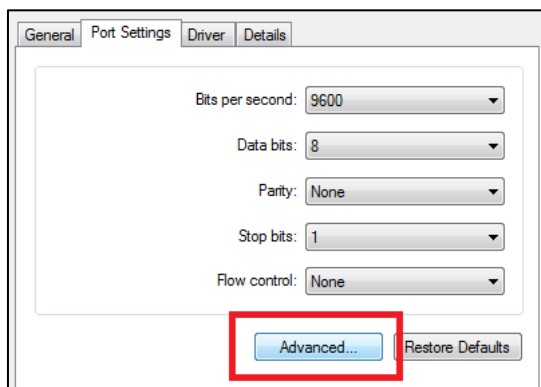 General Port Settings Driver Details
Bits per second: 9600
Data bits: 8
Parity: None
Stop bits: 1
Flow control: None
Advanced... Restore Defaults